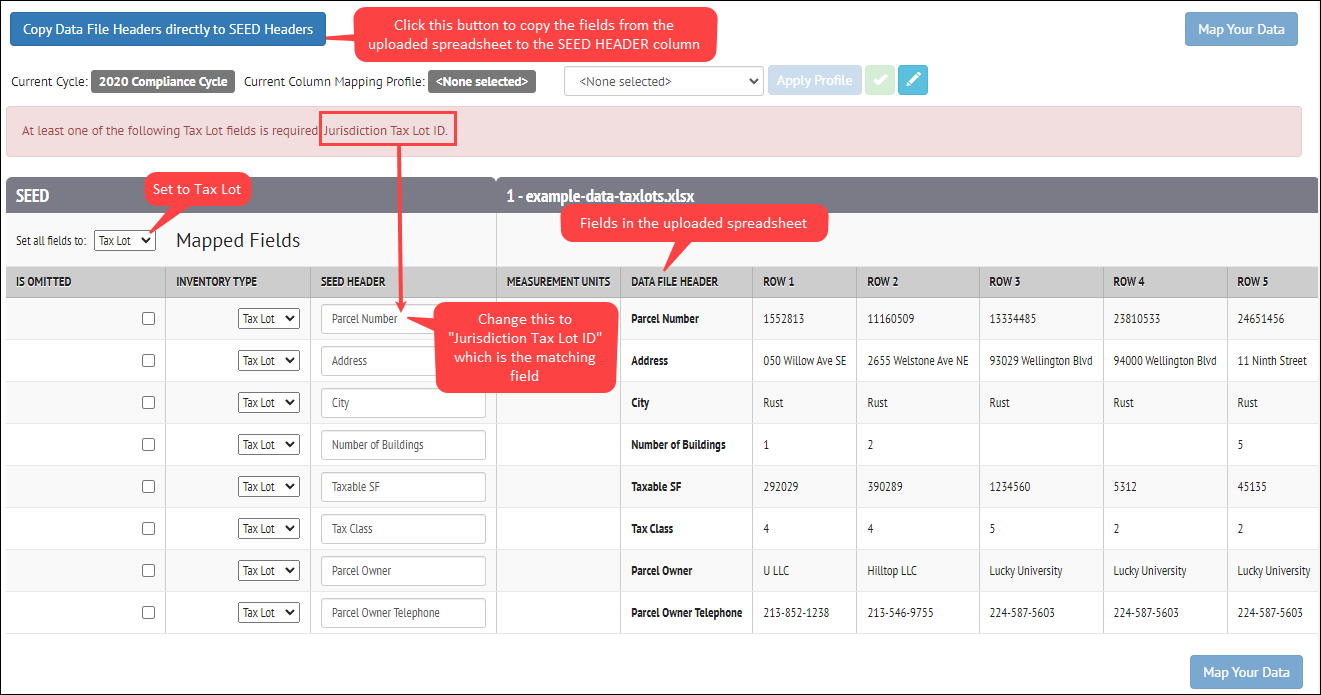 Copy Data File Headers directly to SEED Headers
Click this button to copy the fields from the
uploaded spreadsheet to the SEED HEADER column
Map Your Data
Current Cycle: 2020 Compliance Cycle Current Column Mapping Profile: <None selected> <None selected> Apply Profile
At least one of the following Tax Lot fields is required: Jurisdiction Tax Lot ID.
Set to Tax Lot
SEED 1 - example-data-taxlots.xlsx
Fields in the uploaded spreadsheet
Set all fields to: Tax Lot Mapped Fields
IS OMITTED INVENTORY TYPE SEED HEADER MEASUREMENT UNITS DATA FILE HEADER ROW 1 ROW 2 ROW 3 ROW 4 ROW 5
Tax Lot Parcel Number Parcel Number 1552813 11160509 13334485 23810533 24651456
Change this to
"Jurisdiction Tax Lot ID"
which is the matching
field
Tax Lot Address Address 050 Willow Ave SE 2655 Welstone Ave NE 93029 Wellington Blvd 94000 Wellington Blvd 11 Ninth Street
Tax Lot City City Rust Rust Rust Rust Rust
Tax Lot Number of Buildings Number of Buildings 1 2 5
Tax Lot Taxable SF Taxable SF 292029 390289 1234560 5312 45135
Tax Lot Tax Class Tax Class 4 4 5 2 2
Tax Lot Parcel Owner Parcel Owner U LLC Hilltop LLC Lucky University Lucky University Lucky University
Tax Lot Parcel Owner Telephone Parcel Owner Telephone 213-852-1238 213-546-9755 224-587-5603 224-587-5603 224-587-5603
Map Your Data